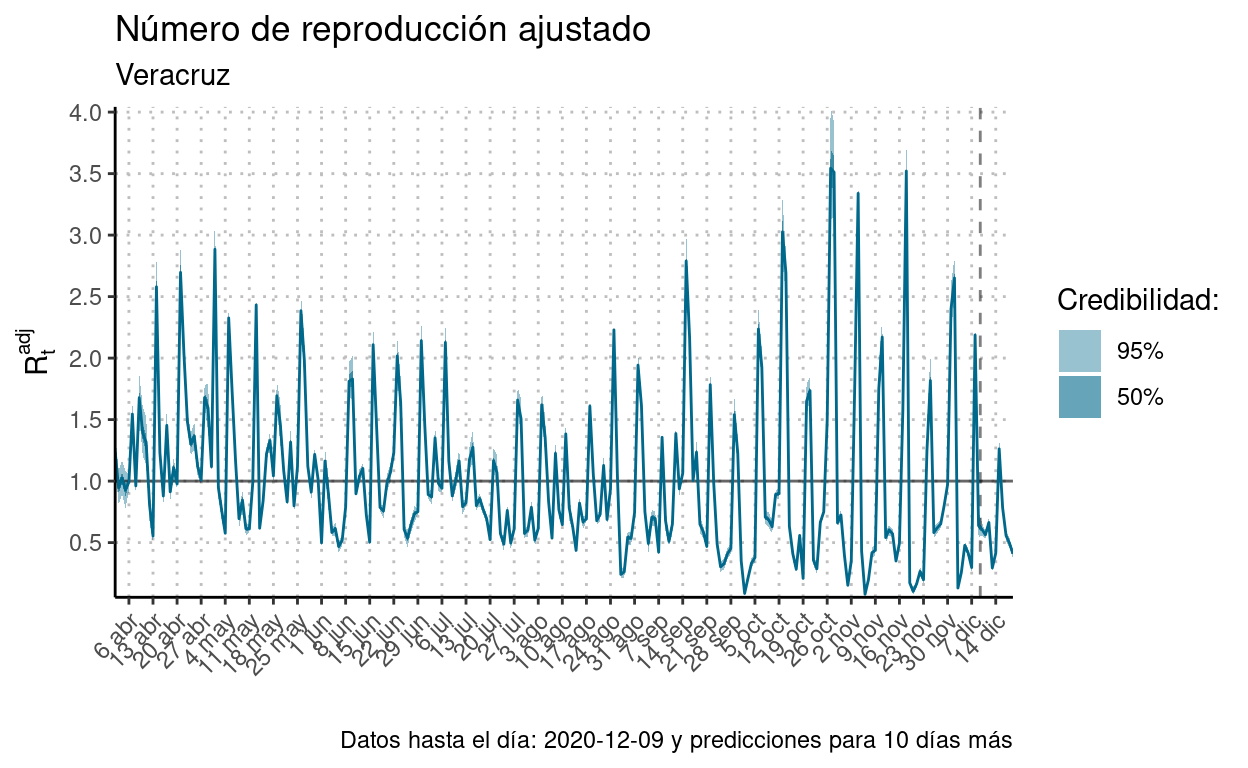 Número de reproducción ajustado
Veracruz
4.0
3.5
3.0
2.5
2.0
1.5
1.0
0.5
R_t^adj
6 abr
13 abr
20 abr
27 abr
4 may
11 may
18 may
25 may
1 jun
8 jun
15 jun
22 jun
29 jun
6 jul
13 jul
20 jul
27 jul
3 ago
10 ago
17 ago
24 ago
31 ago
7 sep
14 sep
21 sep
28 sep
5 oct
12 oct
19 oct
26 oct
2 nov
9 nov
16 nov
23 nov
30 nov
7 dic
14 dic
Credibilidad:
95%
50%
Datos hasta el día: 2020-12-09 y predicciones para 10 días más